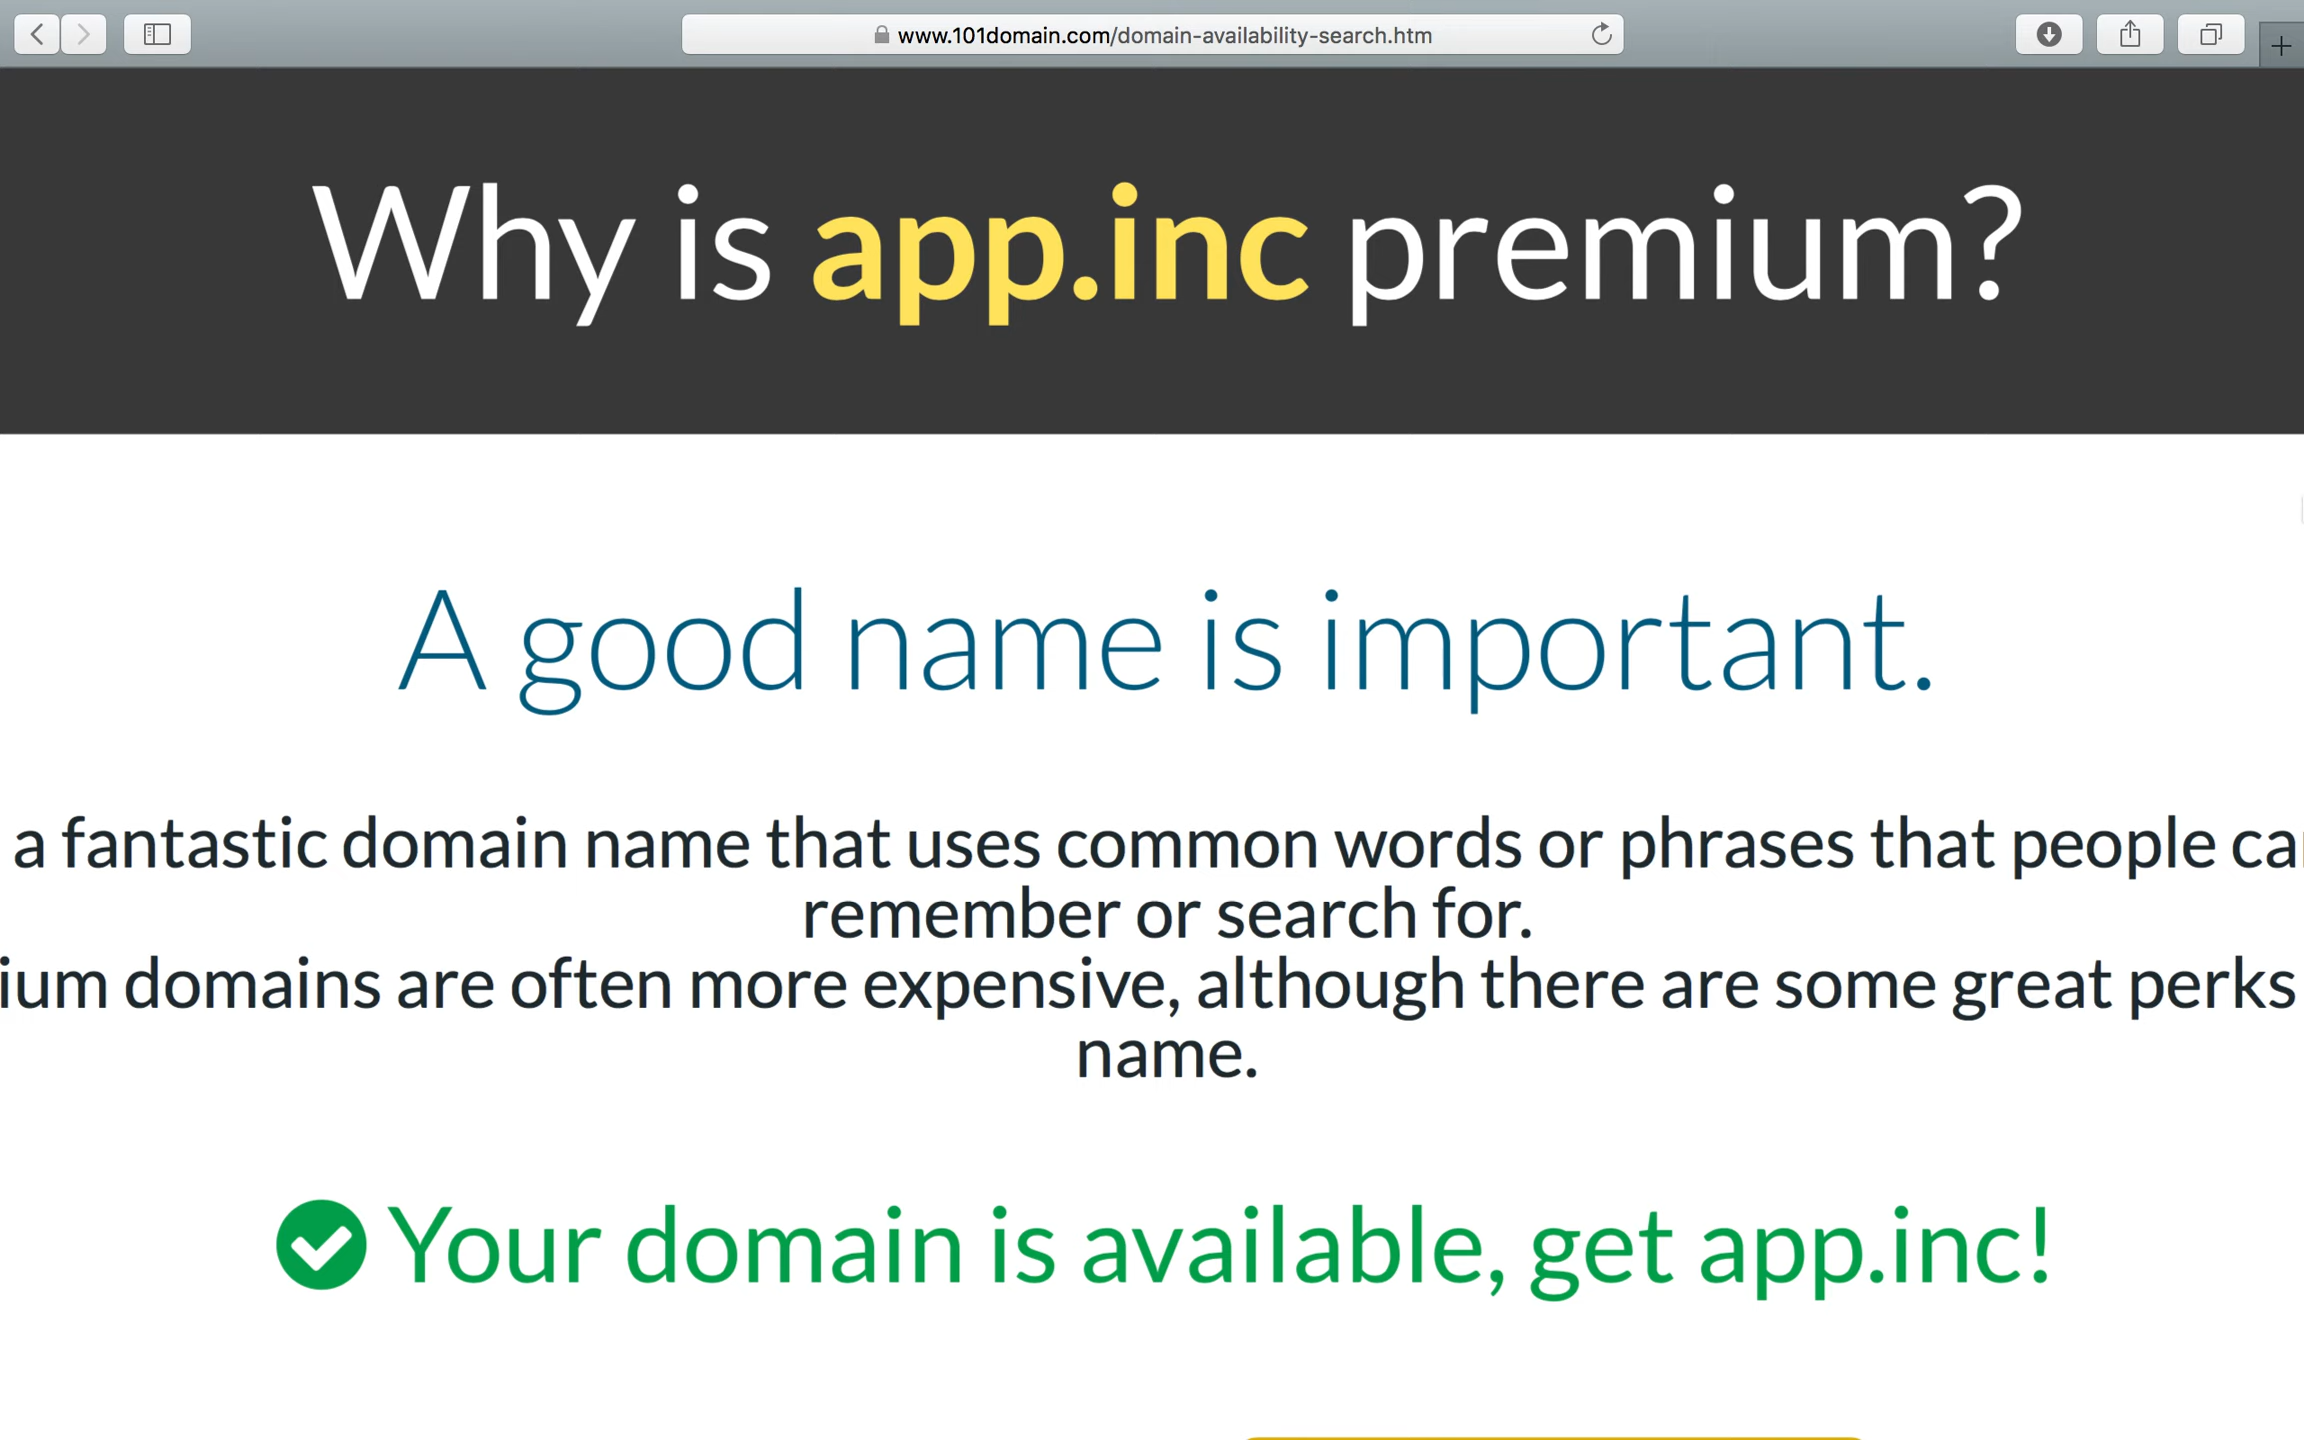 www.101domain.com/domain-availability-search.htm
Why is app.inc premium?
A good name is important.
a fantastic domain name that uses common words or phrases that people
remember or search for.
domains are often more expensive, although there are some great perks
name.
Your domain is available, get app.inc!